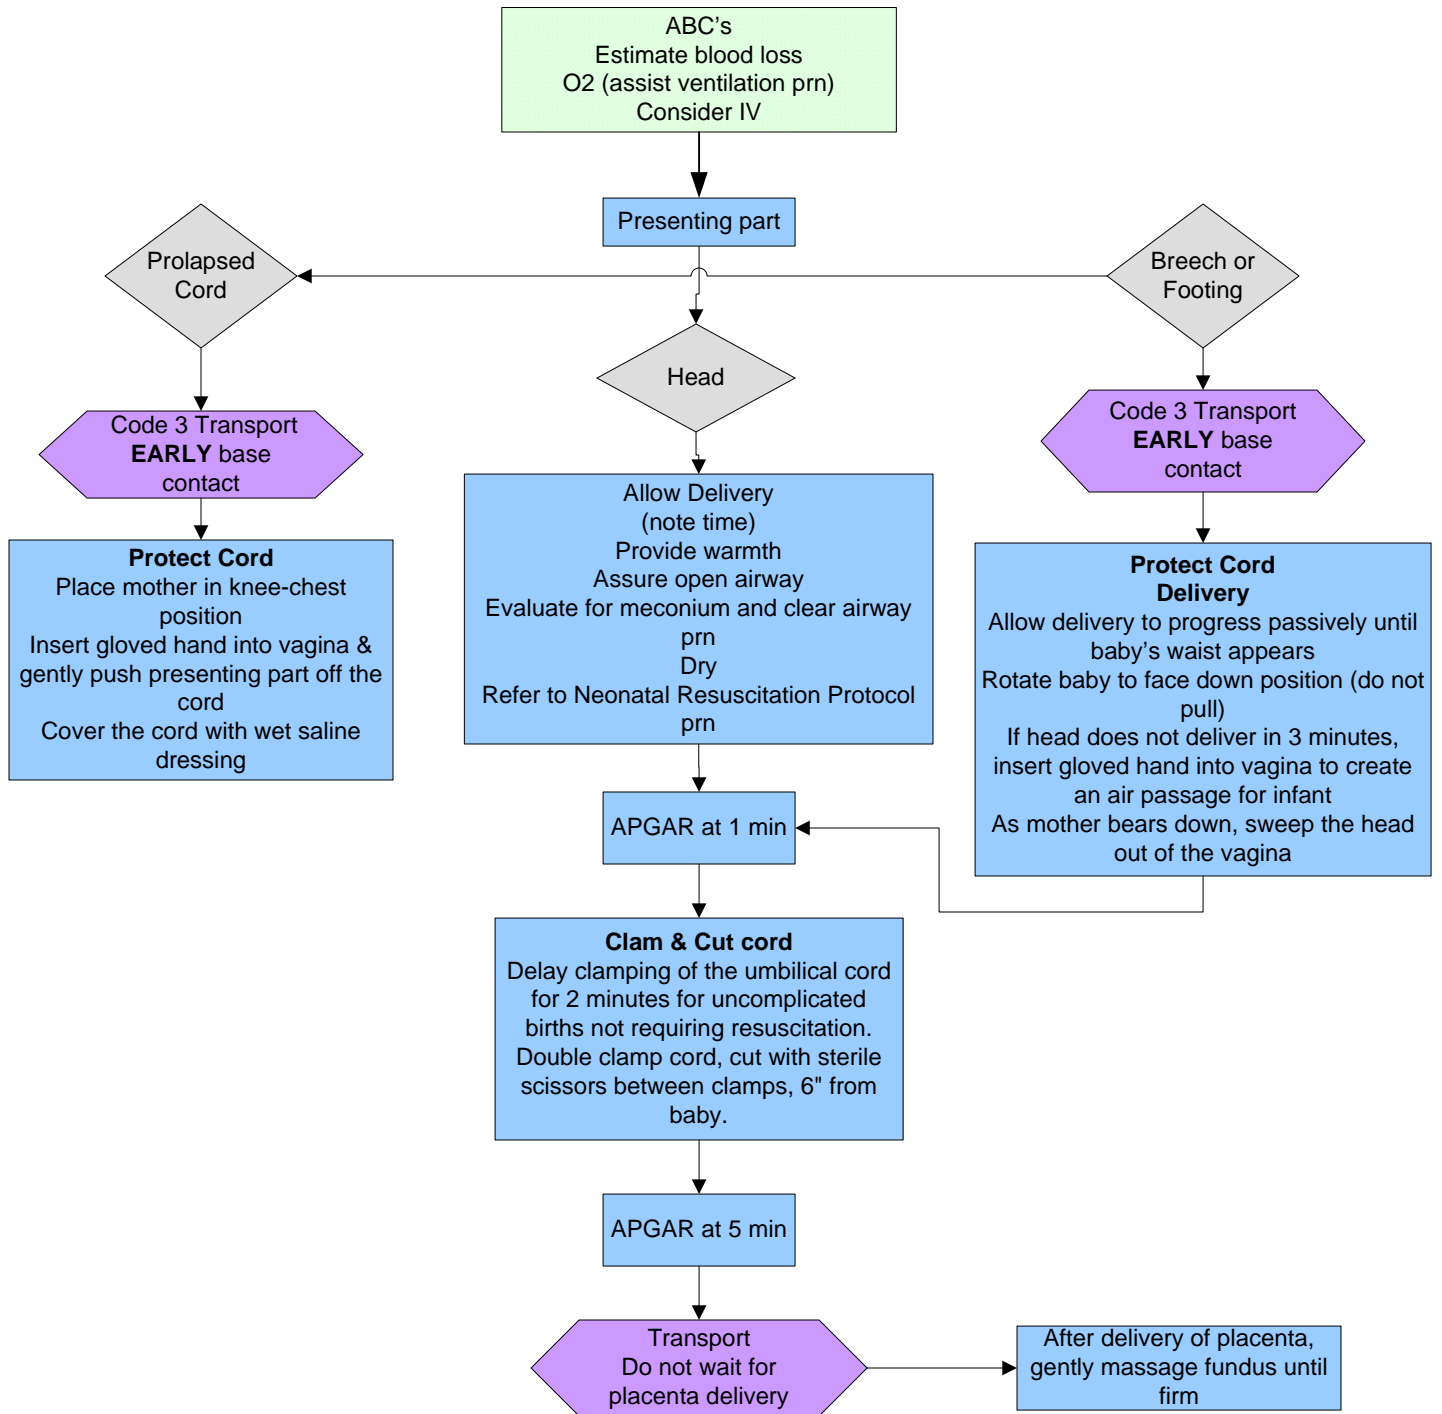 ABC’s
Estimate blood loss
O2 (assist ventilation prn)
Consider IV
Presenting part
Prolapsed
Cord
Breech or
Footing
Head
Code 3 Transport
EARLY base
contact
Code 3 Transport
EARLY base
contact
Protect Cord
Place mother in knee-chest
position
Insert gloved hand into vagina &
gently push presenting part off the
cord
Cover the cord with wet saline
dressing
Allow Delivery
(note time)
Provide warmth
Assure open airway
Evaluate for meconium and clear airway
prn
Dry
Refer to Neonatal Resuscitation Protocol
prn
Protect Cord
Delivery
Allow delivery to progress passively until
baby’s waist appears
Rotate baby to face down position (do not
pull)
If head does not deliver in 3 minutes,
insert gloved hand into vagina to create
an air passage for infant
As mother bears down, sweep the head
out of the vagina
APGAR at 1 min
Clam & Cut cord
Delay clamping of the umbilical cord
for 2 minutes for uncomplicated
births not requiring resuscitation.
Double clamp cord, cut with sterile
scissors between clamps, 6" from
baby.
APGAR at 5 min
Transport
Do not wait for
placenta delivery
After delivery of placenta,
gently massage fundus until
firm